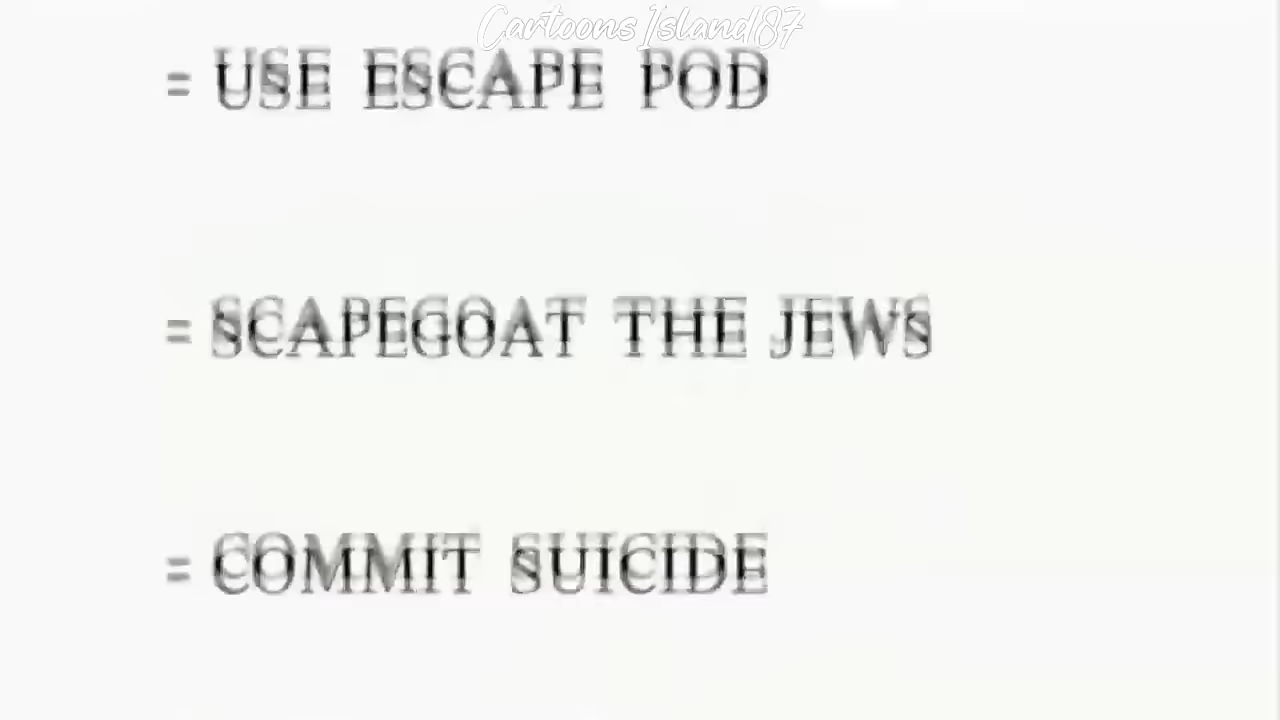 Cartoons Island87
= USE ESCAPE POD
= SCAPEGOAT THE JEWS
= COMMIT SUICIDE